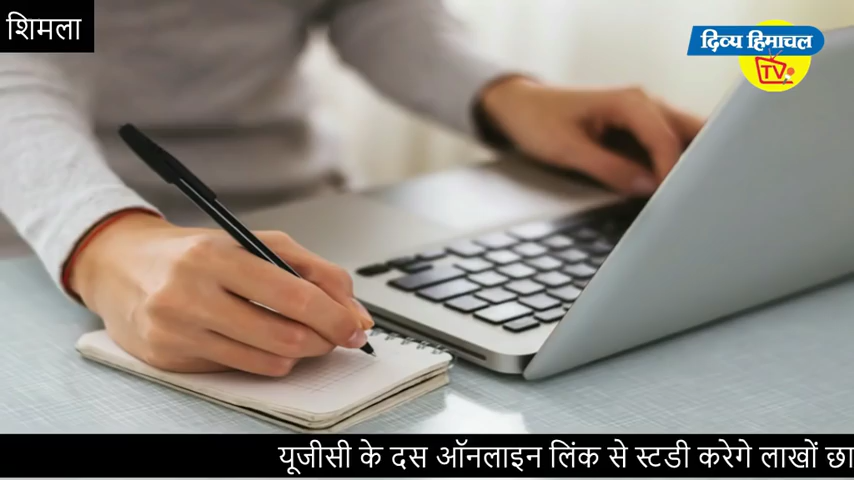 शिमला
दिव्य हिमाचल
TV
यूजीसी के दस ऑनलाइन लिंक से स्टडी करेगे लाखों छा